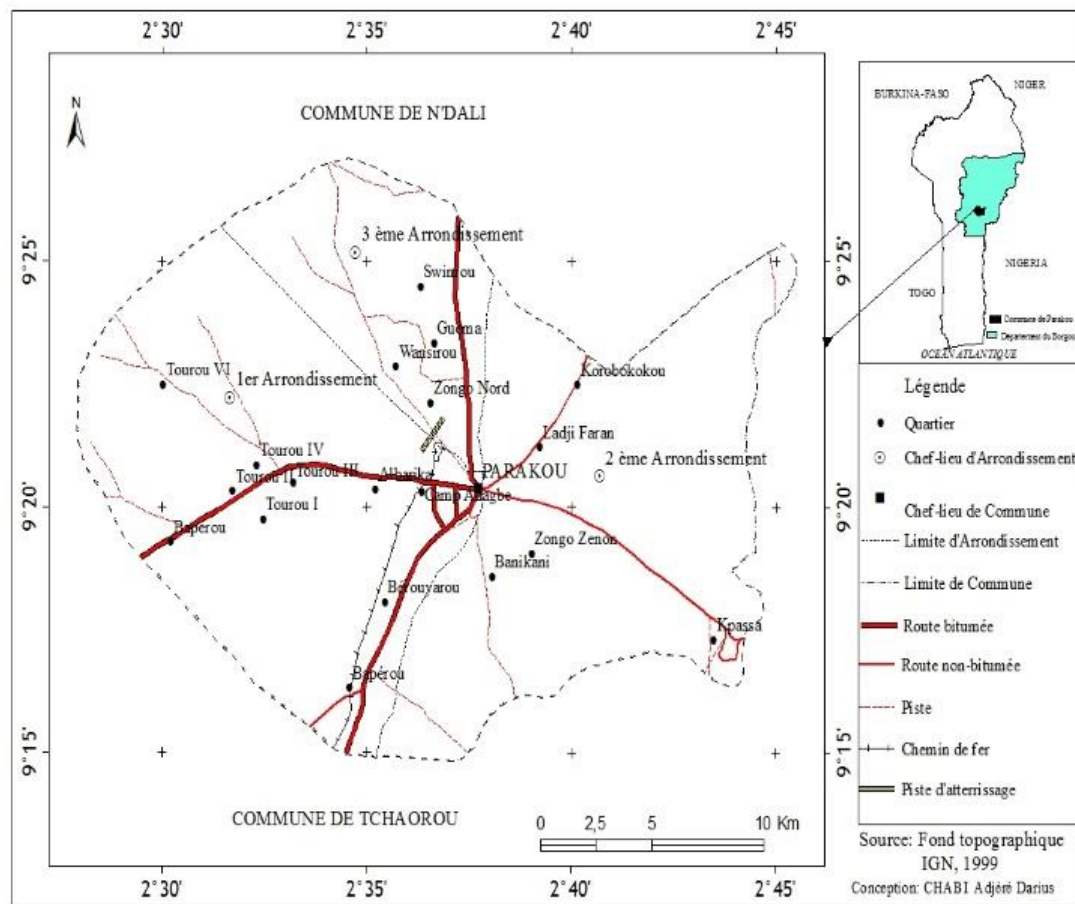 2°30' 2°35' 2°40' 2°45'
N
COMMUNE DE N'DALI
3 ème Arrondissement
9°25' 9°25'
Swinrou
Guema
Wansirou
Korobokokou
Tourou VI
1er Arrondissement
Zongo Nord
Ladji Faran
2 ème Arrondissement
Tourou IV
PARAKOU
Tourou II Tourou III
Albarika
Camp Adagbe
9°20' 9°20'
Tourou I
Baperou
Zongo Zenon
Banikani
Bérouyarou
Kpassa
Bapérou
9°15' 9°15'
COMMUNE DE TCHAOROU
0 2,5 5 10 Km
2°30' 2°35' 2°40' 2°45'
BURKINA-FASO
NIGER
NIGERIA
TOGO
Commune de Parakou
Département du Borgou
OCEAN ATLANTIQUE
Légende
Quartier
Chef-lieu d'Arrondissement
Chef-lieu de Commune
Limite d'Arrondissement
Limite de Commune
Route bitumée
Route non-bitumée
Piste
Chemin de fer
Piste d'atterrissage
Source: Fond topographique
IGN, 1999
Conception: CHABI Adjéré Darius